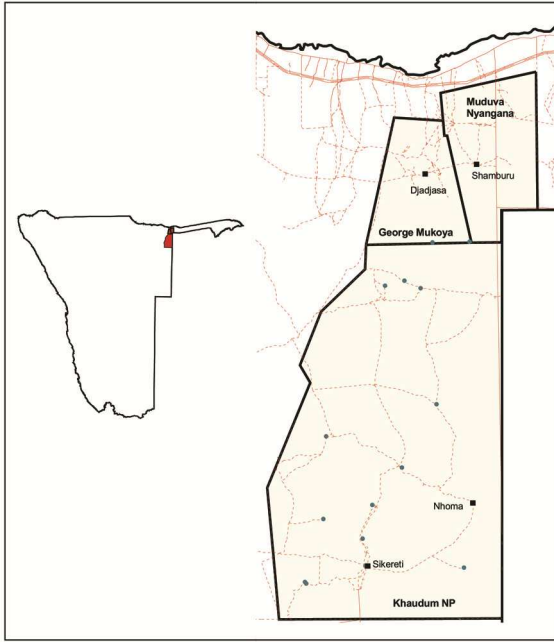 Muduva
Nyangana
Shamburu
Djadjasa
George Mukoya
Nhoma
Sikereti
Khaudum NP